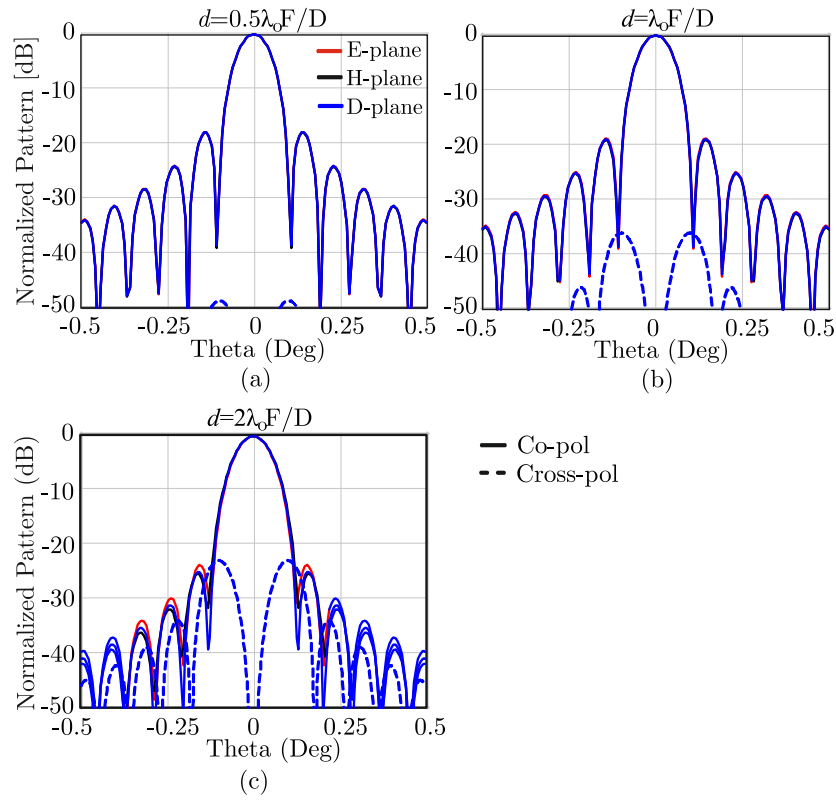 d=0.5λ₀F/D
Normalized Pattern [dB]
0
-10
-20
-30
-40
-50
E-plane
H-plane
D-plane
-0.5
-0.25
0
0.25
0.5
Theta (Deg)
(a)
d=λ₀F/D
0
-10
-20
-30
-40
-50
-0.5
-0.25
0
0.25
0.5
Theta (Deg)
(b)
d=2λ₀F/D
Normalized Pattern (dB)
0
-10
-20
-30
-40
-50
-0.5
-0.25
0
0.25
0.5
Theta (Deg)
(c)
Co-pol
Cross-pol